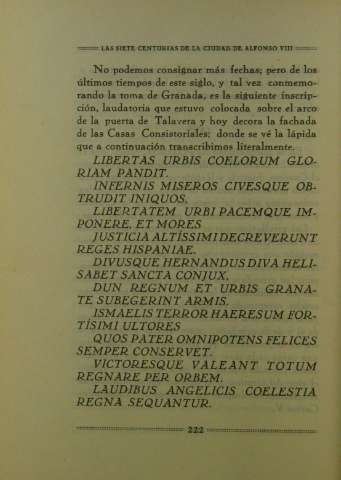 LAS SIETE CENTURIAS DE LA CIUDAD DE ALFONSO VIII
No podemos consignar más fechas; pero de los
últimos tiempos de este siglo, y tal vez conmemo-
rando la toma de Granada, es la siguiente inscrip-
ción, laudatoria que estuvo colocada sobre el arco
de la puerta de Talavera y hoy decora la fachada
de las Casas Consistoriales; donde se vé la lápida
que a continuación transcribimos literalmente.
LIBERTAS URBIS COELORUM GLO-
RIAM PANDIT.
INFERNIS MISEROS CIVESQUE OB-
TRUDIT INIQUOS,
LIBERTATEM URBI PACEMQUE IM-
PONERE, ET MORES
JUSTICIA ALTÍSSIMI DECREVERUNT
REGES HISPANIAE.
DIVUSQUE HERNANDUS DIVA HELI-
SABET SANCTA CONJUX,
DUN REGNUM ET URBIS GRANA-
TE SUBEGERINT ARMIS.
ISMAELIS TERROR HAERESUM FOR-
TÍSIMI ULTORES
QUOS PATER OMNIPOTENS FELICES
SEMPER CONSERVET.
VICTORESQUE VALEANT TOTUM
REGNARE PER ORBEM.
LAUDIBUS ANGELICIS COELESTIA
REGNA SEQUANTUR.
222